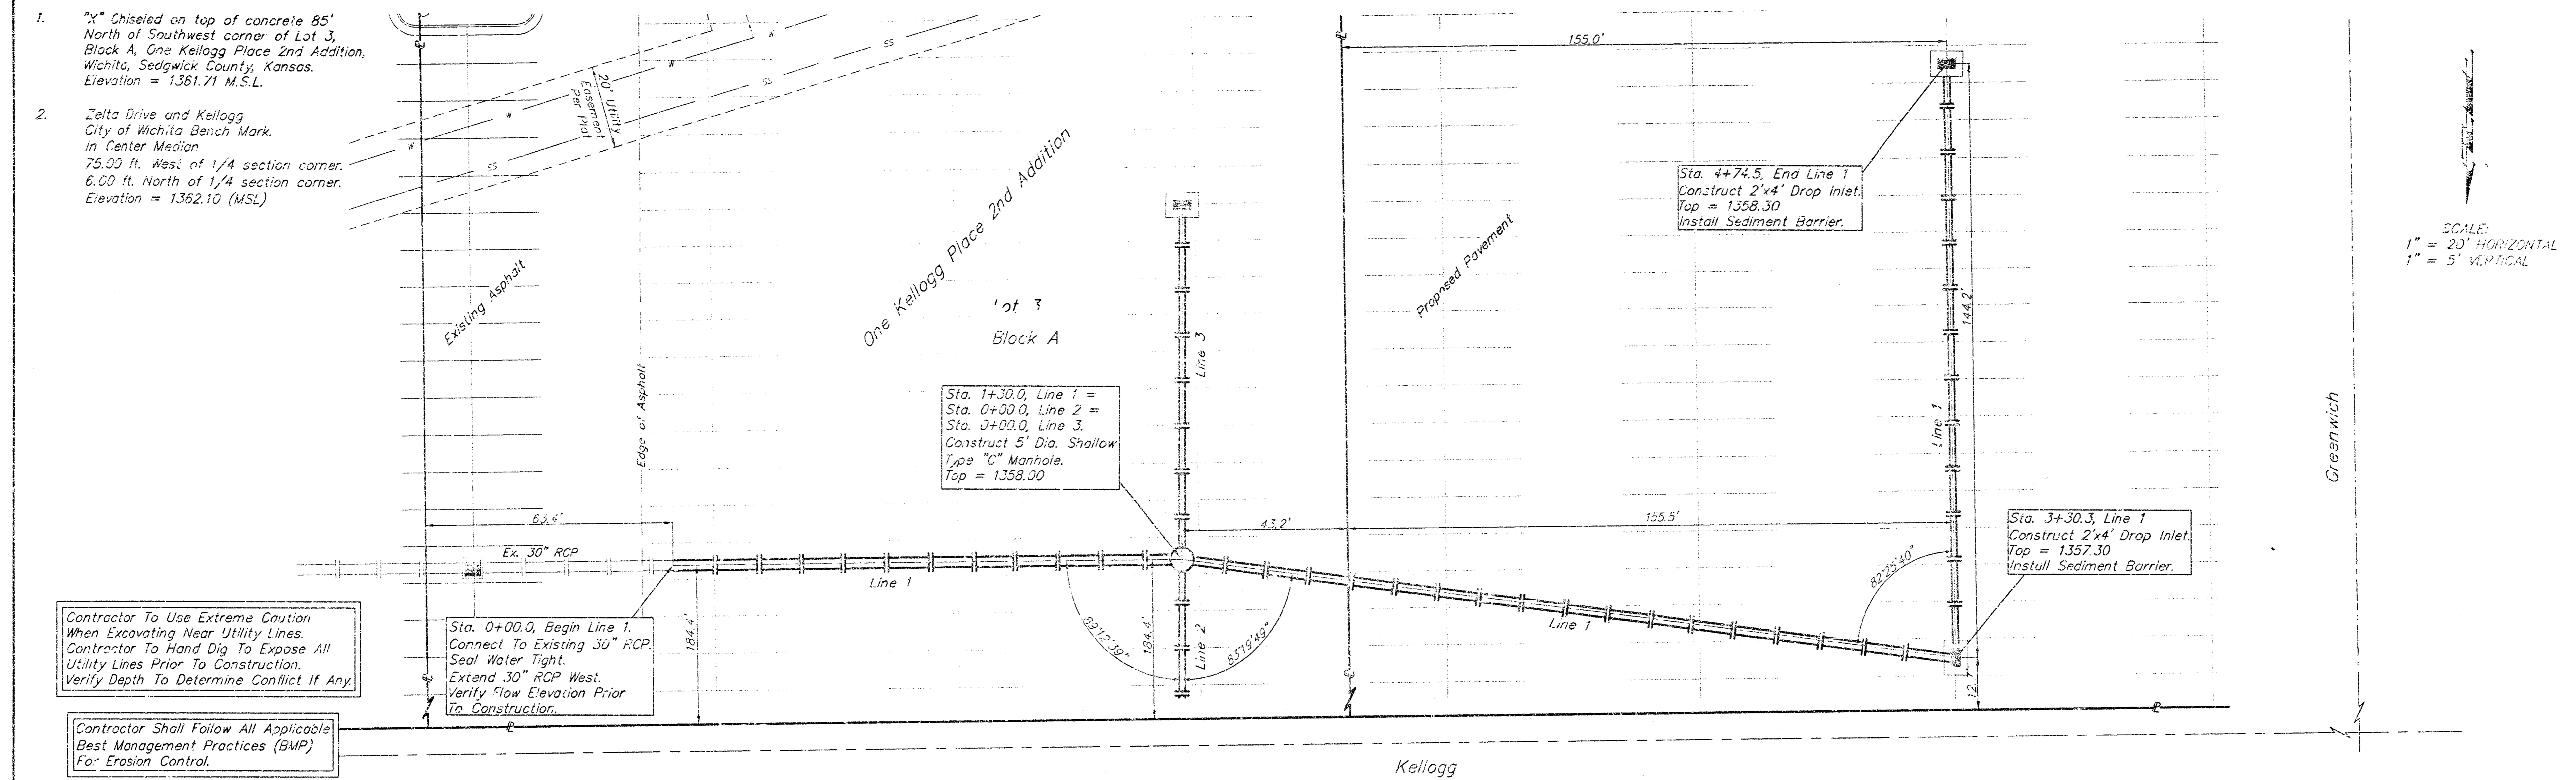 1. "X" Chiseled on top of concrete 85'
North of Southwest corner of Lot 3,
Block A, One Kellogg Place 2nd Addition,
Wichita, Sedgwick County, Kansas.
Elevation = 1361.71 M.S.L.
2. Zelta Drive and Kellogg
City of Wichita Bench Mark.
in Center Median
75.00 ft. West of 1/4 section corner.
6.00 ft. North of 1/4 section corner.
Elevation = 1362.10 (MSL)
W
W
W
W
SS
SS
SS
20' Utility
Easement
per Plat
Existing Asphalt
Edge of Asphalt
One Kellogg Place 2nd Addition
Lot 3
Block A
Line 3
Proposed Pavement
155.0'
Sta. 4+74.5, End Line 1
Construct 2'x4' Drop Inlet.
Top = 1358.30
Install Sediment Barrier.
144.2'
Line 1
SCALE:
1" = 20' HORIZONTAL
1" = 5' VERTICAL
Greenwich
Sta. 1+30.0, Line 1 =
Sta. 0+00.0, Line 2 =
Sta. 0+00.0, Line 3.
Construct 5' Dia. Shallow
Type "C" Manhole.
Top = 1358.00
63.4'
Ex. 30" RCP
Line 1
43.2'
155.5'
Sta. 3+30.3, Line 1
Construct 2'x4' Drop Inlet.
Top = 1357.30
Install Sediment Barrier.
82°25'40"
Line 1
89°12'39"
83°19'49"
184.4'
184.4'
Line 2
Sta. 0+00.0, Begin Line 1.
Connect To Existing 30" RCP.
Seal Water Tight.
Extend 30" RCP West.
Verify Flow Elevation Prior
To Construction.
Contractor To Use Extreme Caution
When Excavating Near Utility Lines.
Contractor To Hand Dig To Expose All
Utility Lines Prior To Construction.
Verify Depth To Determine Conflict If Any.
Contractor Shall Follow All Applicable
Best Management Practices (BMP)
For Erosion Control.
Kellogg